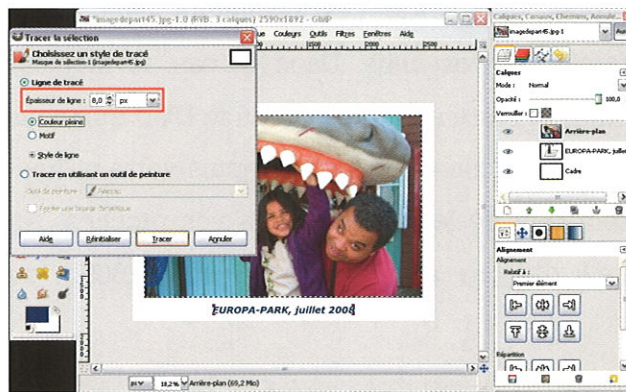 *imagedepart45.jpg-1.0 (RVB, 3 calques) 2590x1892 – GIMP
Couleurs Outils Filtres Fenêtres Aide
Tracer la sélection
Choisissez un style de tracé
Masque de sélection-1 (imagedepart45.jpg)
Ligne de tracé
Épaisseur de ligne : 8,0 px
Couleur pleine
Motif
Style de ligne
Tracer en utilisant un outil de peinture
Outil de peinture : Pinceau
Aide
Réinitialiser
Tracer
Annuler
EUROPA-PARK, juillet 2008
px
18,2%
Arrière-plan (69,2 Mio)
Calques, Canaux, Chemins, Annule...
imagedepart45.jpg-1
Calques
Mode : Normal
Opacité : 100,0
Verrouiller :
Arrière-plan
EUROPA-PARK, juillet
Cadre
Alignement
Alignement
Relatif à :
Premier élément
Répartition